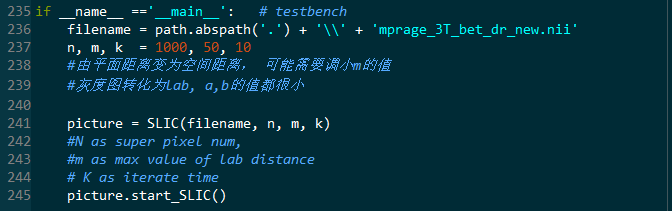 235 if __name__ =='__main__':   # testbench
236     filename = path.abspath('.') + '\\' + 'mprage_3T_bet_dr_new.nii'
237     n, m, k  = 1000, 50, 10
238     #由平面距离变为空间距离， 可能需要调小m的值
239     #灰度图转化为lab, a,b的值都很小
240
241     picture = SLIC(filename, n, m, k)
242     #N as super pixel num,
243     #m as max value of lab distance
244     # K as iterate time
245     picture.start_SLIC()